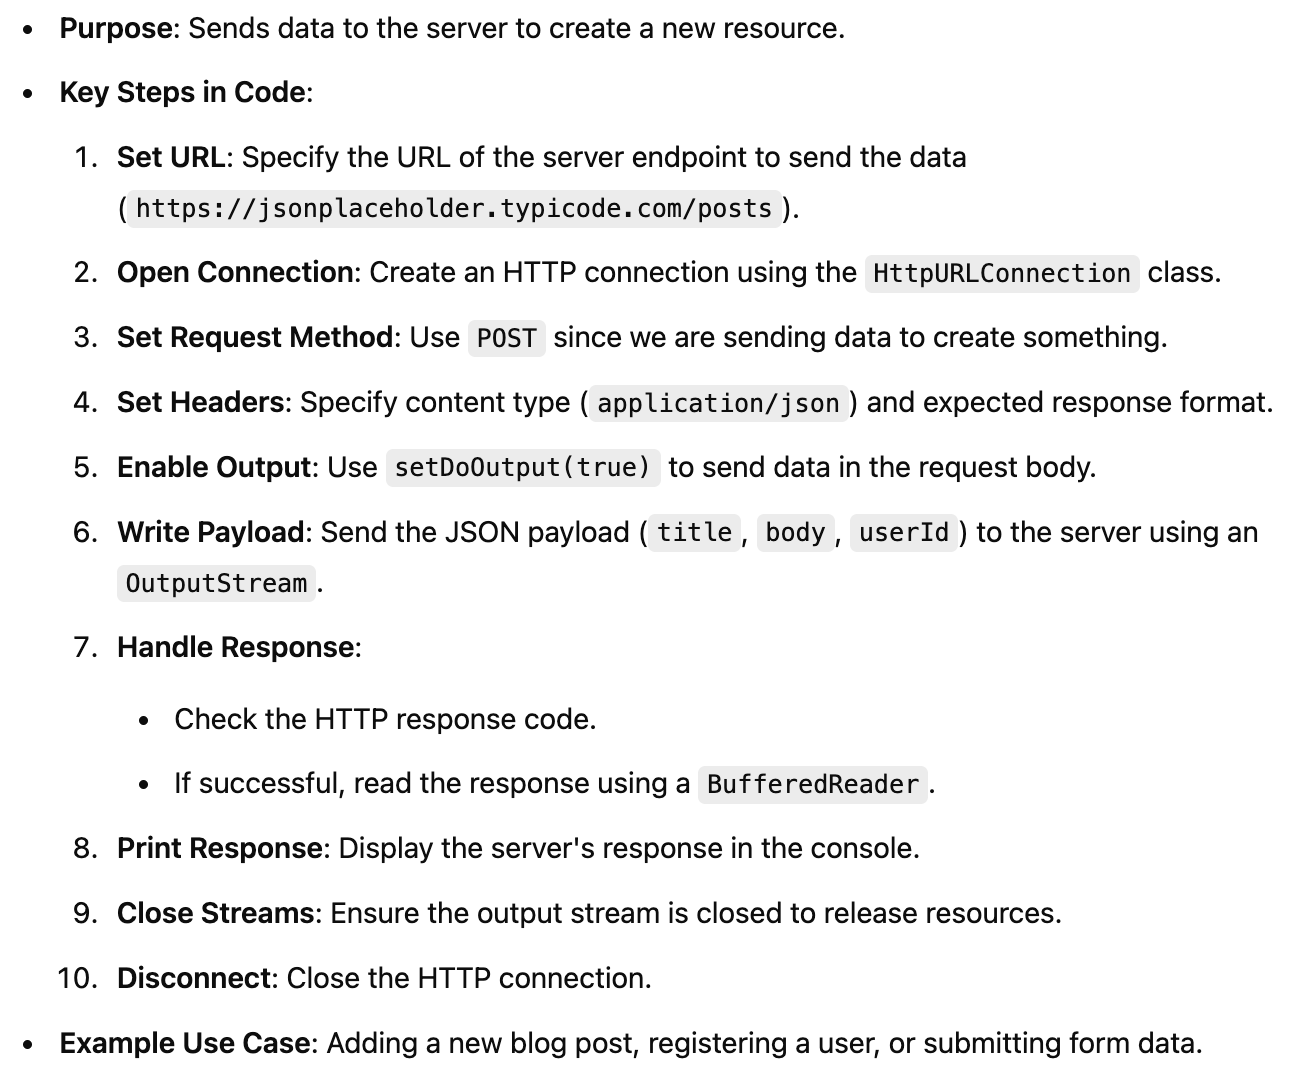 • Purpose: Sends data to the server to create a new resource.
• Key Steps in Code:
1. Set URL: Specify the URL of the server endpoint to send the data
(https://jsonplaceholder.typicode.com/posts).
2. Open Connection: Create an HTTP connection using the HttpURLConnection class.
3. Set Request Method: Use POST since we are sending data to create something.
4. Set Headers: Specify content type (application/json) and expected response format.
5. Enable Output: Use setDoOutput(true) to send data in the request body.
6. Write Payload: Send the JSON payload (title, body, userId) to the server using an
OutputStream.
7. Handle Response:
• Check the HTTP response code.
• If successful, read the response using a BufferedReader.
8. Print Response: Display the server's response in the console.
9. Close Streams: Ensure the output stream is closed to release resources.
10. Disconnect: Close the HTTP connection.
• Example Use Case: Adding a new blog post, registering a user, or submitting form data.